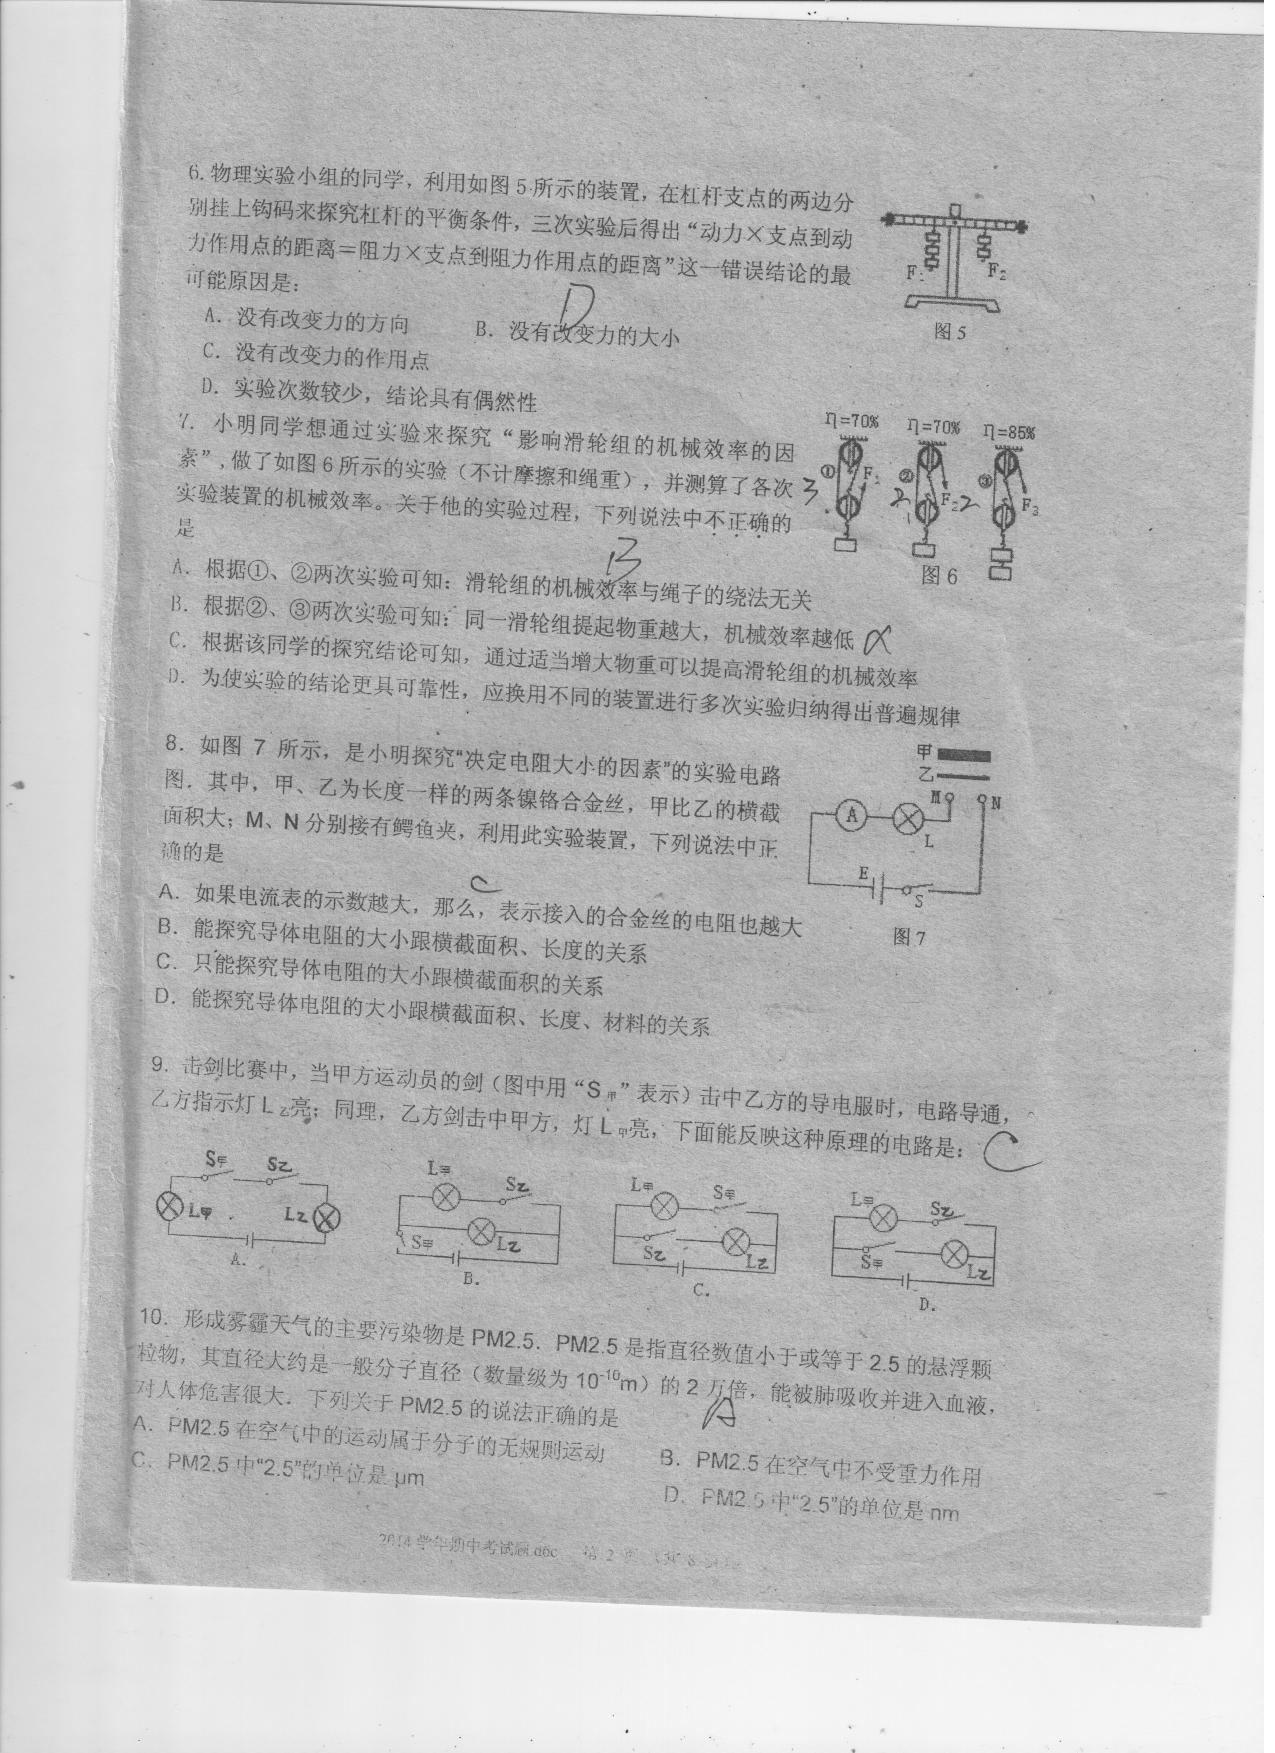 6.物理实验小组的同学，利用如图5所示的装置，在杠杆支点的两边分
别挂上钩码来探究杠杆的平衡条件，三次实验后得出“动力×支点到动
力作用点的距离＝阻力×支点到阻力作用点的距离”这一错误结论的最
可能原因是：
D
A．没有改变力的方向 B．没有改变力的大小
C．没有改变力的作用点
D．实验次数较少，结论具有偶然性
F₁ F₂
图5
7．小明同学想通过实验来探究“影响滑轮组的机械效率的因
素”,做了如图6所示的实验（不计摩擦和绳重），并测算了各次
实验装置的机械效率。关于他的实验过程，下列说法中不正确的
是
B
η=70% η=70% η=85%
① ② ③
3 2 2
F₁ F₂ F₃
图6
A．根据①、②两次实验可知：滑轮组的机械效率与绳子的绕法无关
B．根据②、③两次实验可知：同一滑轮组提起物重越大，机械效率越低
C．根据该同学的探究结论可知，通过适当增大物重可以提高滑轮组的机械效率
D．为使实验的结论更具可靠性，应换用不同的装置进行多次实验归纳得出普遍规律
8．如图 7 所示，是小明探究“决定电阻大小的因素”的实验电路
图．其中，甲、乙为长度一样的两条镍铬合金丝，甲比乙的横截
面积大；M、N分别接有鳄鱼夹，利用此实验装置，下列说法中正
确的是
C
甲
乙
M N
A L
E S
图7
A．如果电流表的示数越大，那么，表示接入的合金丝的电阻也越大
B．能探究导体电阻的大小跟横截面积、长度的关系
C．只能探究导体电阻的大小跟横截面积的关系
D．能探究导体电阻的大小跟横截面积、长度、材料的关系
9．击剑比赛中，当甲方运动员的剑（图中用“S甲”表示）击中乙方的导电服时，电路导通，
乙方指示灯L乙亮；同理，乙方剑击中甲方，灯L甲亮，下面能反映这种原理的电路是：
C
S甲 S乙 L甲 L乙 A.
L甲 S乙 S甲 L乙 B.
L甲 S甲 S乙 L乙 C.
L甲 S乙 S甲 L乙 D.
10．形成雾霾天气的主要污染物是PM2.5．PM2.5是指直径数值小于或等于2.5的悬浮颗
粒物，其直径大约是一般分子直径（数量级为10⁻¹⁰m）的2万倍，能被肺吸收并进入血液，
对人体危害很大．下列关于PM2.5的说法正确的是
A
A．PM2.5在空气中的运动属于分子的无规则运动 B．PM2.5在空气中不受重力作用
C．PM2.5中“2.5”的单位是μm D．PM2.5中“2.5”的单位是nm
2014学年期中考试题.doc 第 2 页